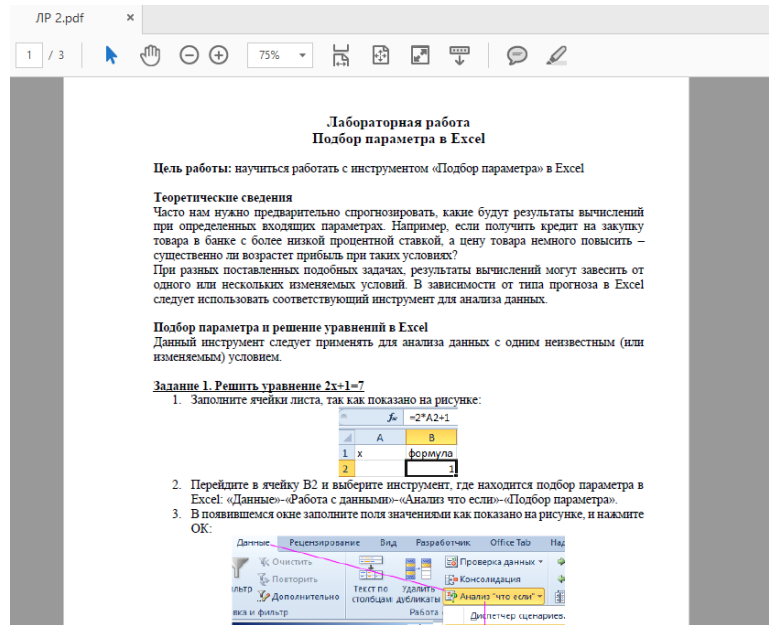 ЛР 2.pdf ×
1 / 3 75%
Лабораторная работа
Подбор параметра в Excel
Цель работы: научиться работать с инструментом «Подбор параметра» в Excel
Теоретические сведения
Часто нам нужно предварительно спрогнозировать, какие будут результаты вычислений
при определенных входящих параметрах. Например, если получить кредит на закупку
товара в банке с более низкой процентной ставкой, а цену товара немного повысить –
существенно ли возрастет прибыль при таких условиях?
При разных поставленных подобных задачах, результаты вычислений могут завесить от
одного или нескольких изменяемых условий. В зависимости от типа прогноза в Excel
следует использовать соответствующий инструмент для анализа данных.
Подбор параметра и решение уравнений в Excel
Данный инструмент следует применять для анализа данных с одним неизвестным (или
изменяемым) условием.
Задание 1. Решить уравнение 2х+1=7
1. Заполните ячейки листа, так как показано на рисунке:
fx =2*A2+1
A B
1 x формула
2 1
2. Перейдите в ячейку B2 и выберите инструмент, где находится подбор параметра в
Excel: «Данные»-«Работа с данными»-«Анализ что если»-«Подбор параметра».
3. В появившемся окне заполните поля значениями как показано на рисунке, и нажмите
ОК:
Данные Рецензирование Вид Разработчик Office Tab Над
Очистить Проверка данных
Повторить Консолидация
льтр Дополнительно Текст по столбцам Удалить дубликаты Анализ "что если"
вка и фильтр Работа
Диспетчер сценариев.